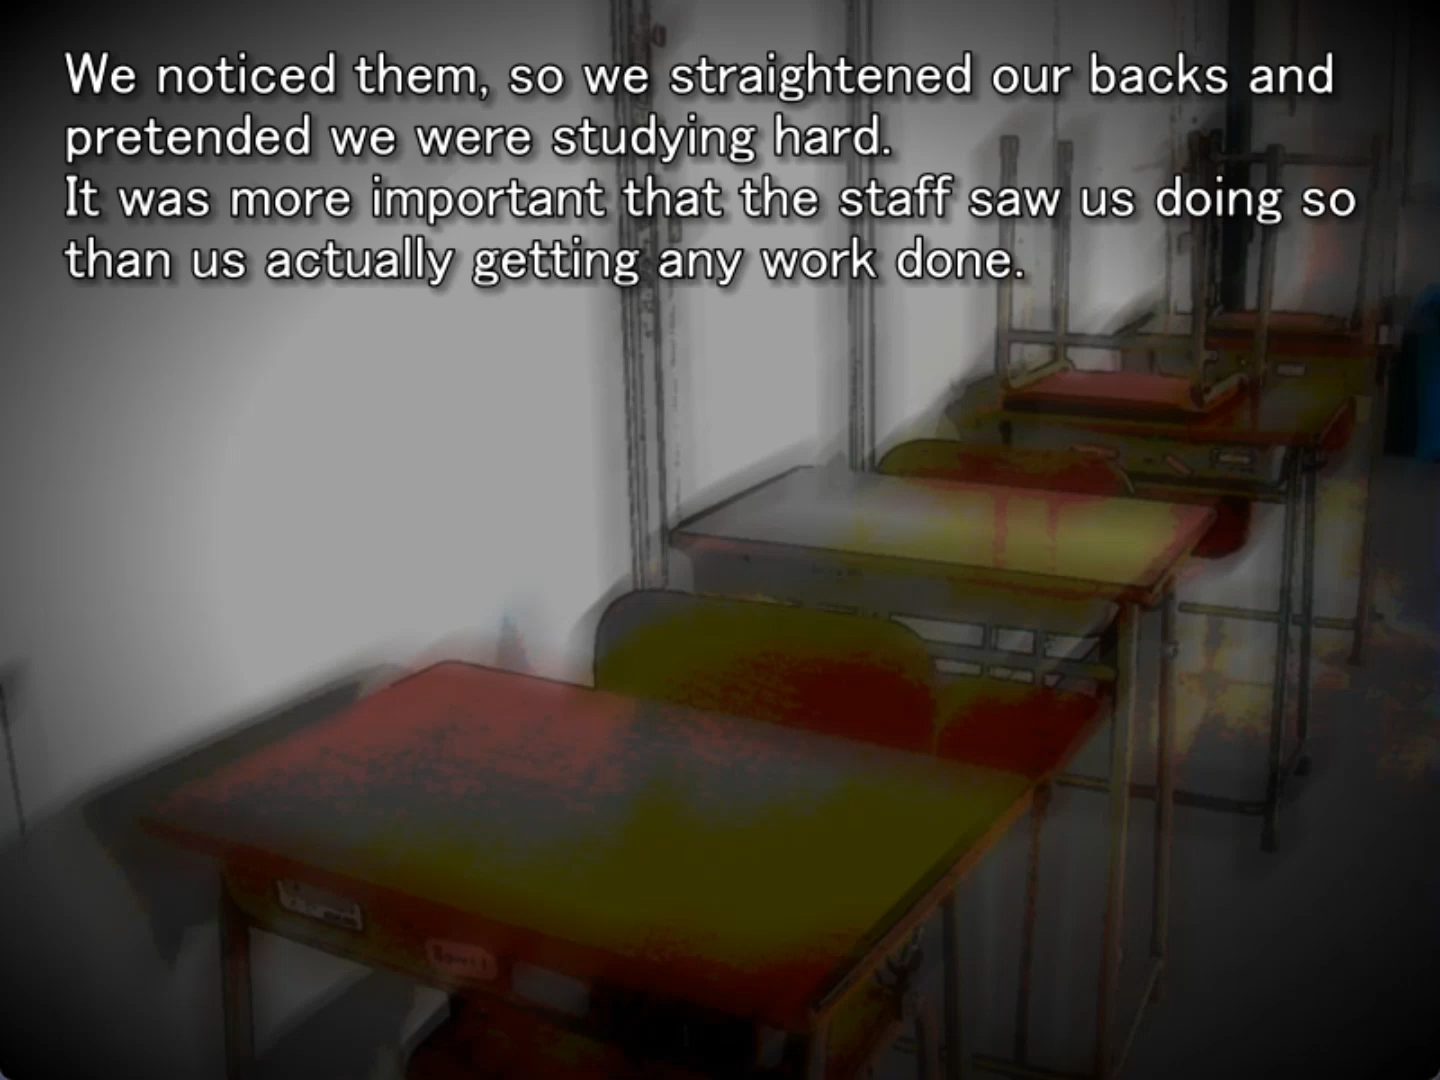 We noticed them, so we straightened our backs and
pretended we were studying hard.
It was more important that the staff saw us doing so
than us actually getting any work done.